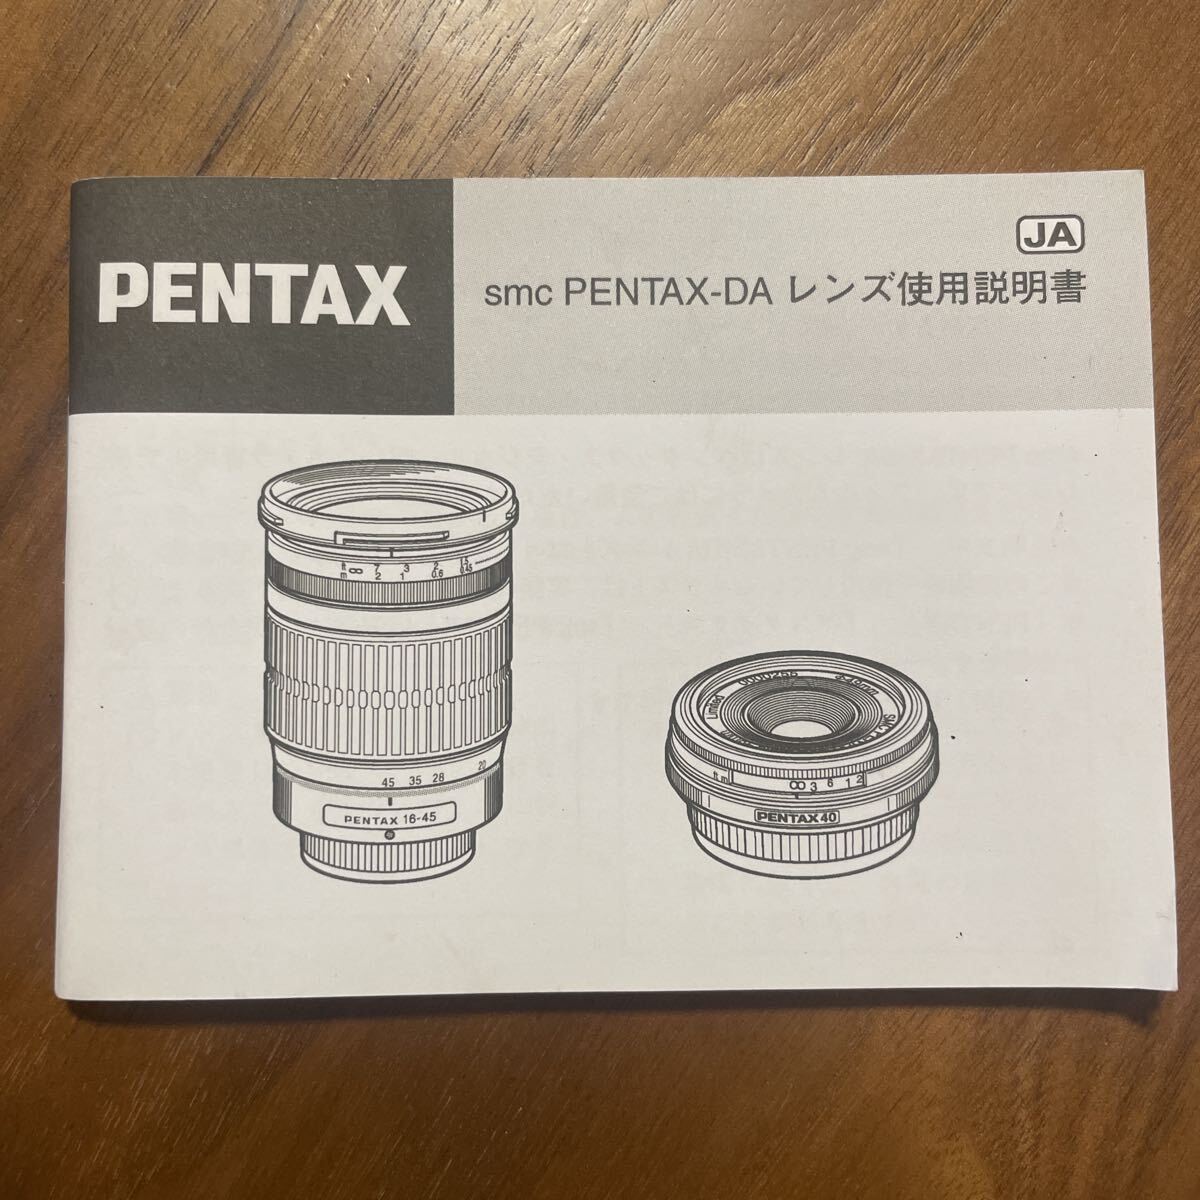 JA
PENTAX
smc PENTAX-DA レンズ使用説明書
ft ∞ 7 3 2 1.5
m 2 1 0.6 0.45
45 35 28 20
PENTAX 16-45
Limited 0000255
ft m ∞ 3 6 1 2
PENTAX 40